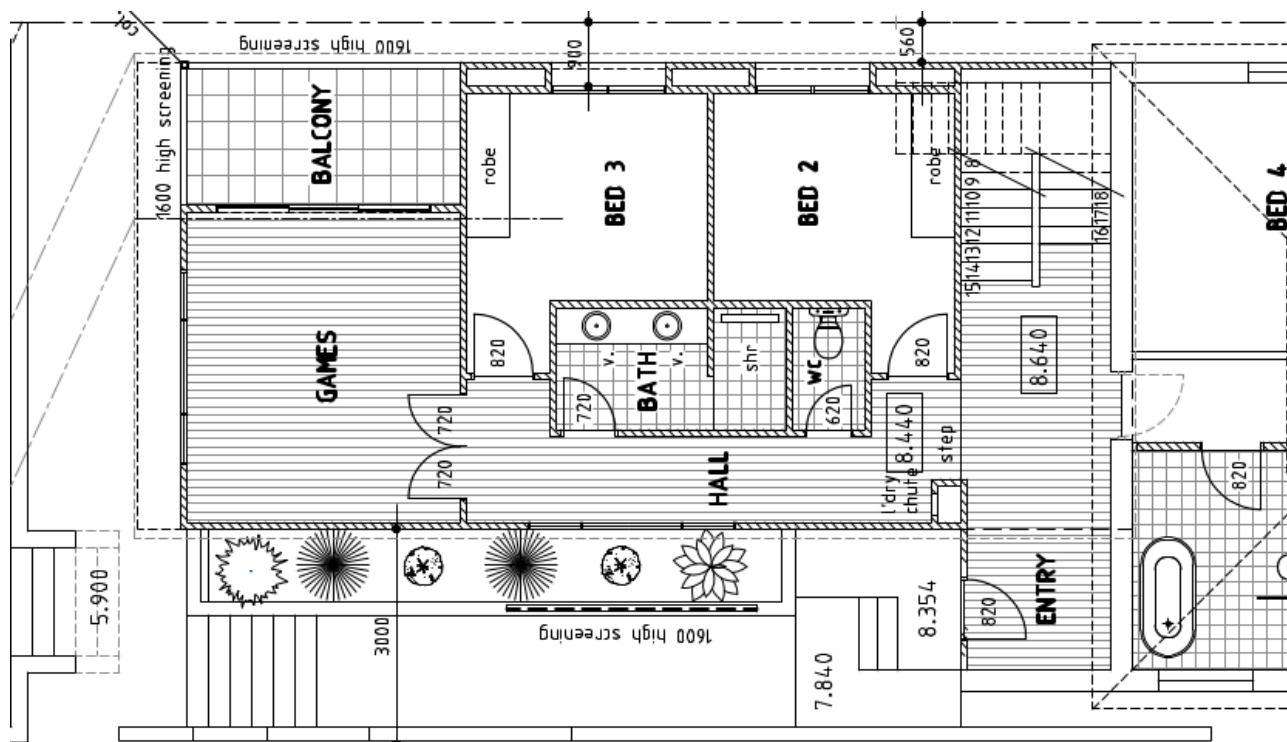 col.
1600 high screening
900
560
1600 high screening
BALCONY
robe
BED 3
BED 2
robe
8
9
10
11
12
13
14
15
18
17
16
BED 4
GAMES
820
v.
BATH
v.
shr
WC
820
8.640
720
720
620
8.440
step
720
HALL
l'dry
chute
820
5.900
3000
1600 high screening
8.354
7.840
820
ENTRY